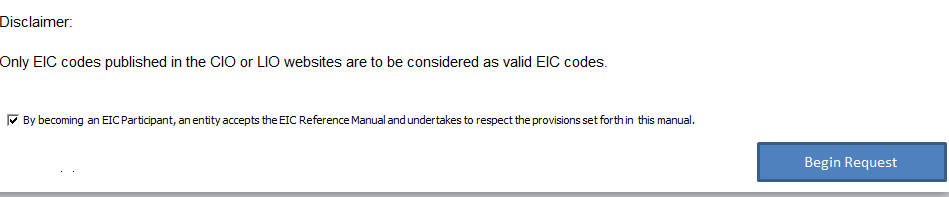 Disclaimer:
Only EIC codes published in the CIO or LIO websites are to be considered as valid EIC codes.
By becoming an EIC Participant, an entity accepts the EIC Reference Manual and undertakes to respect the provisions set forth in this manual.
Begin Request